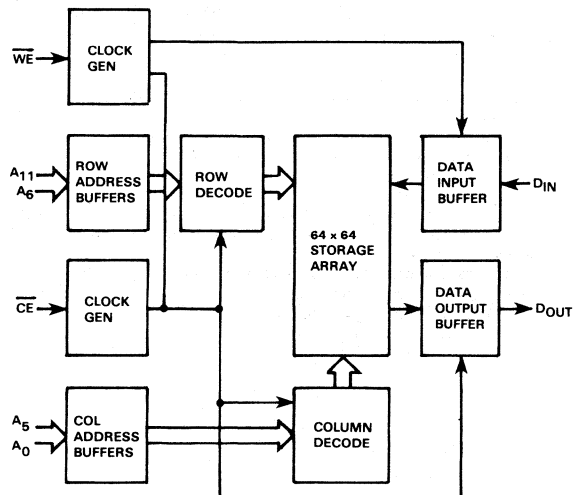 WE
CLOCK
GEN
A11
A6
ROW
ADDRESS
BUFFERS
ROW
DECODE
64 x 64
STORAGE
ARRAY
DATA
INPUT
BUFFER
DIN
CE
CLOCK
GEN
DATA
OUTPUT
BUFFER
DOUT
A5
A0
COL
ADDRESS
BUFFERS
COLUMN
DECODE